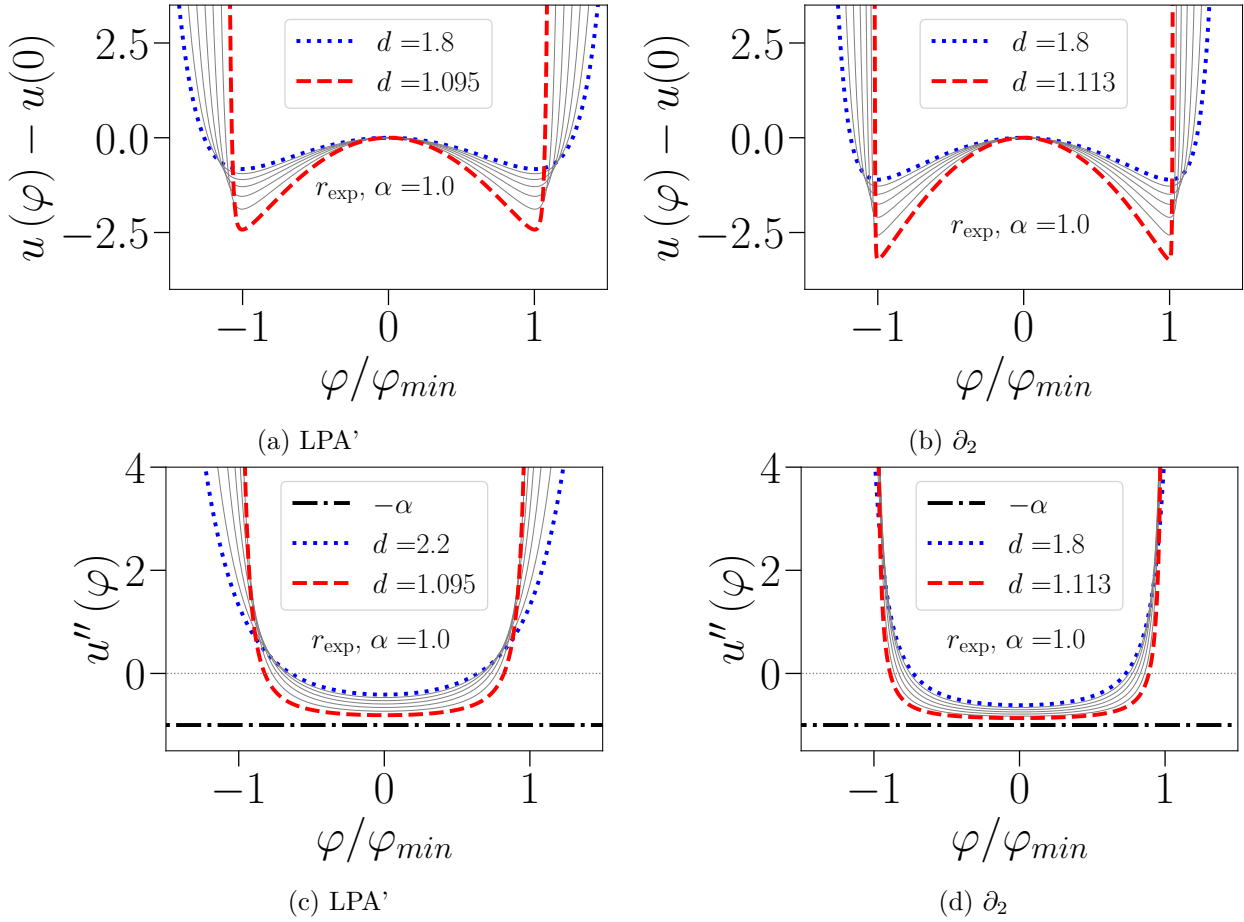 u (φ) − u(0)
2.5
0.0
−2.5
d =1.8
d =1.095
r_exp, α =1.0
−1 0 1
φ/φ_min
(a) LPA'
u (φ) − u(0)
2.5
0.0
−2.5
d =1.8
d =1.113
r_exp, α =1.0
−1 0 1
φ/φ_min
(b) ∂₂
u'' (φ)
4
2
0
−α
d =2.2
d =1.095
r_exp, α =1.0
−1 0 1
φ/φ_min
(c) LPA'
u'' (φ)
4
2
0
−α
d =1.8
d =1.113
r_exp, α =1.0
−1 0 1
φ/φ_min
(d) ∂₂